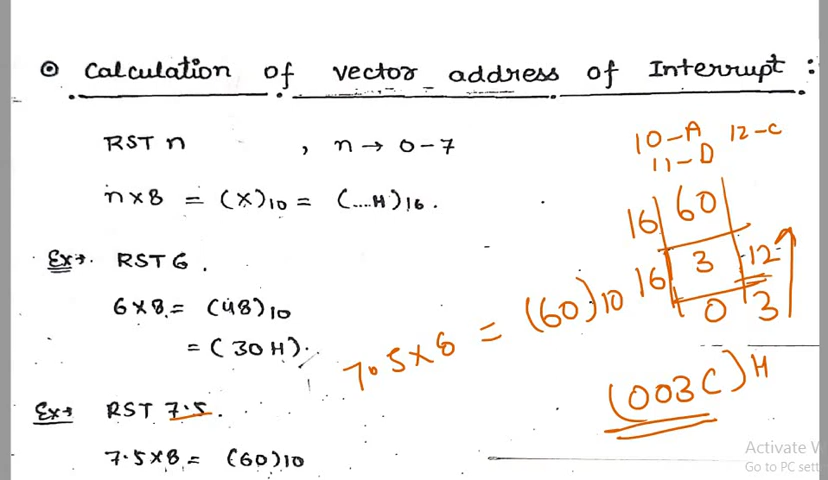 ⊙ Calculation of vector address of Interrupt :
RST n , n → 0-7
n×8 = (X)10 = (....H)16.
Ex→. RST 6.
6×8 = (48)10
= (30H).
Ex→ RST 7.5.
7.5×8 = (60)10
10-A 12-C
11-D
16 60
16 3 -12
0 3
7.5×8 = (60)10
(003C)H
Activate W
Go to PC sett